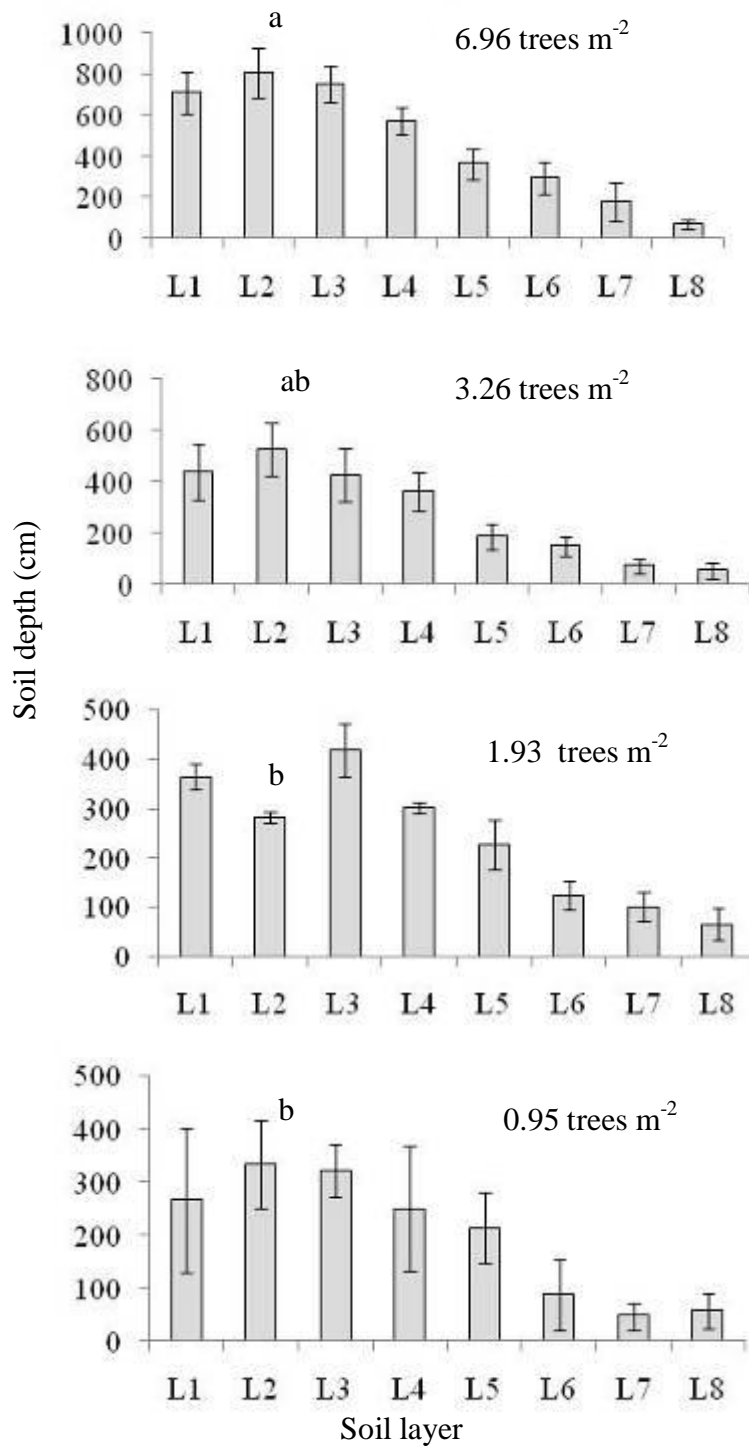 a
6.96 trees m-2
1000
800
600
400
200
0
L1 L2 L3 L4 L5 L6 L7 L8
ab
3.26 trees m-2
800
600
400
200
0
L1 L2 L3 L4 L5 L6 L7 L8
Soil depth (cm)
b
1.93 trees m-2
500
400
300
200
100
0
L1 L2 L3 L4 L5 L6 L7 L8
b
0.95 trees m-2
500
400
300
200
100
0
L1 L2 L3 L4 L5 L6 L7 L8
Soil layer